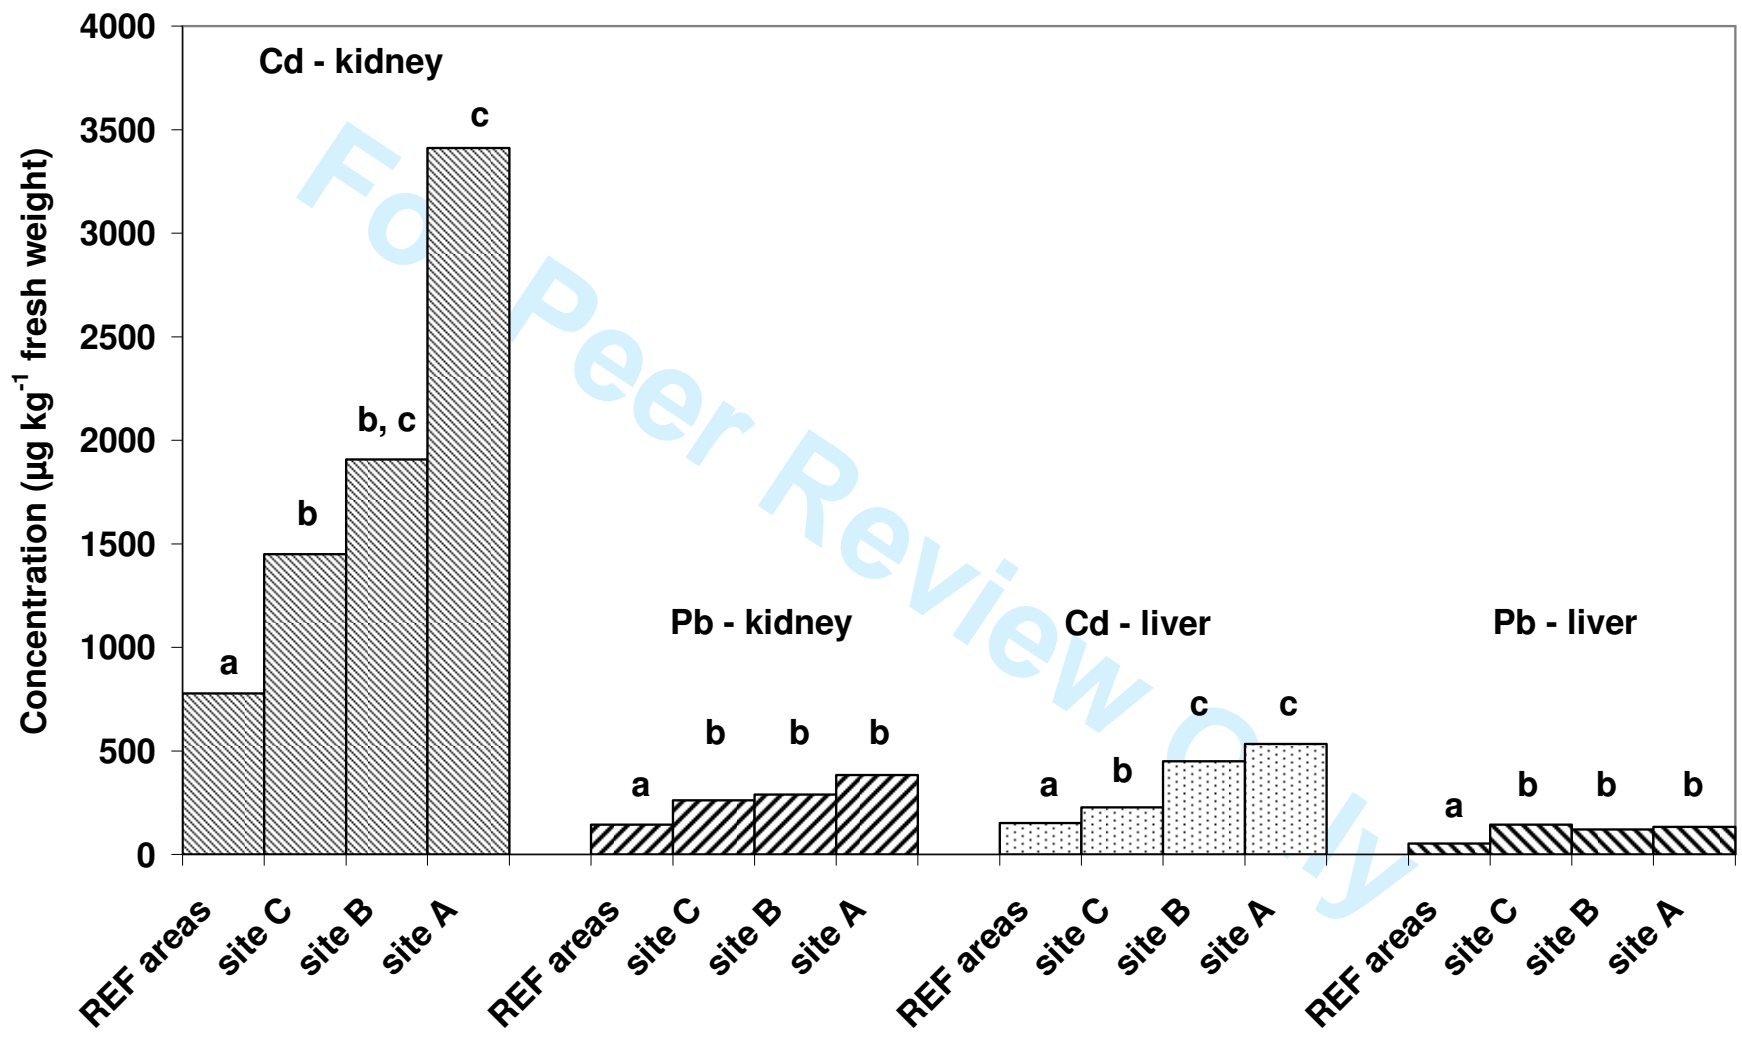 4000
3500
3000
2500
2000
1500
1000
500
0
Concentration (µg kg⁻¹ fresh weight)
Cd - kidney
a
b
b, c
c
Pb - kidney
a
b
b
b
Cd - liver
a
b
c
c
Pb - liver
a
b
b
b
REF areas
site C
site B
site A
REF areas
site C
site B
site A
REF areas
site C
site B
site A
REF areas
site C
site B
site A
For Peer Review Only